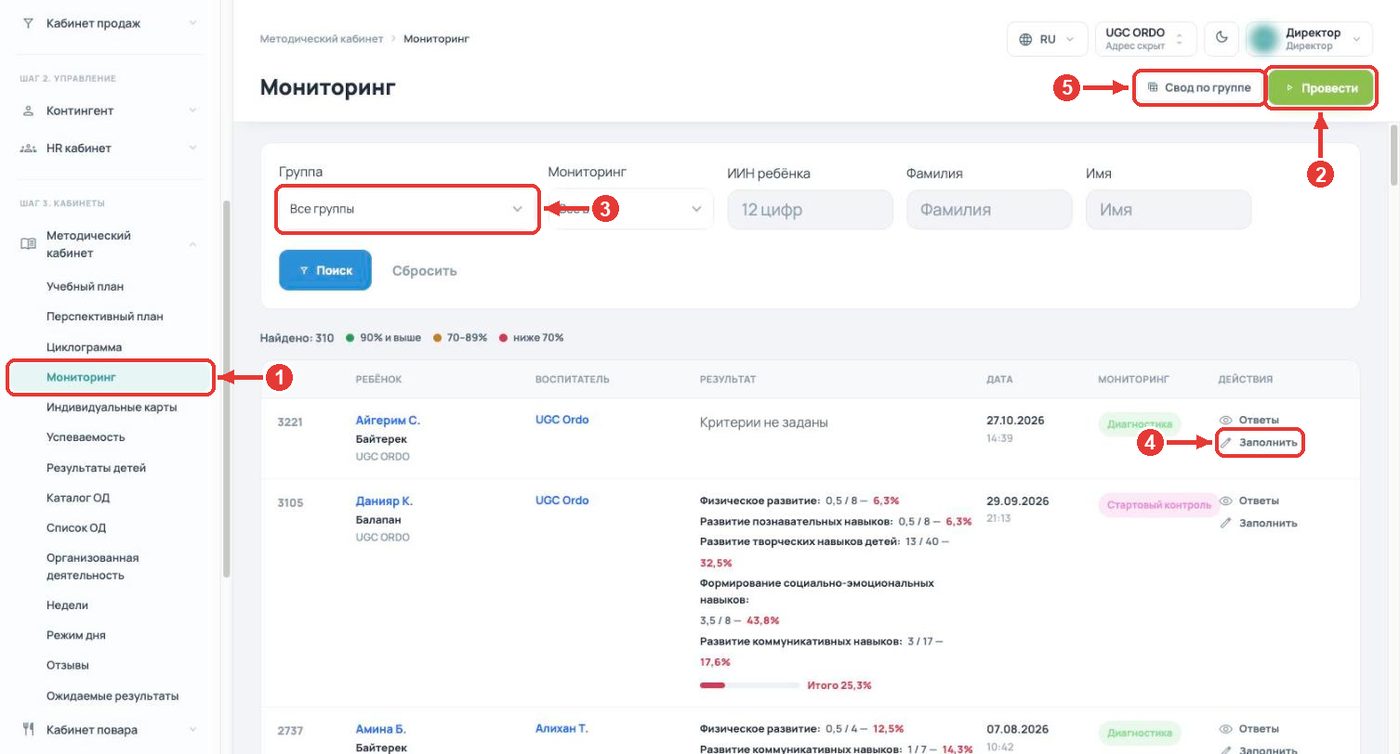 Кабинет продаж
ШАГ 2. УПРАВЛЕНИЕ
Контингент
HR кабинет
ШАГ 3. КАБИНЕТЫ
Методический
кабинет
Учебный план
Перспективный план
Циклограмма
Мониторинг
Индивидуальные карты
Успеваемость
Результаты детей
Каталог ОД
Список ОД
Организованная
деятельность
Недели
Режим дня
Отзывы
Ожидаемые результаты
Кабинет повара
1
Методический кабинет > Мониторинг
RU
UGC ORDO
Адрес скрыт
Директор
Директор
Мониторинг
5
Свод по группе
Провести
2
Группа
Все группы
3
Мониторинг
ИИН ребёнка
12 цифр
Фамилия
Фамилия
Имя
Имя
Поиск
Сбросить
Найдено: 310
90% и выше
70–89%
ниже 70%
РЕБЁНОК ВОСПИТАТЕЛЬ РЕЗУЛЬТАТ ДАТА МОНИТОРИНГ ДЕЙСТВИЯ
3221
Айгерим С.
Байтерек
UGC ORDO
UGC Ordo
Критерии не заданы
27.10.2026
14:39
Диагностика
Ответы
4
Заполнить
3105
Данияр К.
Балапан
UGC ORDO
UGC Ordo
Физическое развитие: 0,5 / 8 — 6,3%
Развитие познавательных навыков: 0,5 / 8 — 6,3%
Развитие творческих навыков детей: 13 / 40 —
32,5%
Формирование социально-эмоциональных
навыков:
3,5 / 8 — 43,8%
Развитие коммуникативных навыков: 3 / 17 —
17,6%
Итого 25,3%
29.09.2026
21:13
Стартовый контроль
Ответы
Заполнить
2737
Амина Б.
Байтерек
Алихан Т.
Физическое развитие: 0,5 / 4 — 12,5%
Развитие коммуникативных навыков: 1 / 7 — 14,3%
07.08.2026
10:42
Диагностика
Ответы
Заполнить